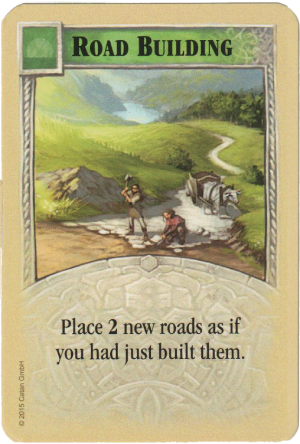 ROAD BUILDING
Place 2 new roads as if
you had just built them.
© 2015 Catan GmbH